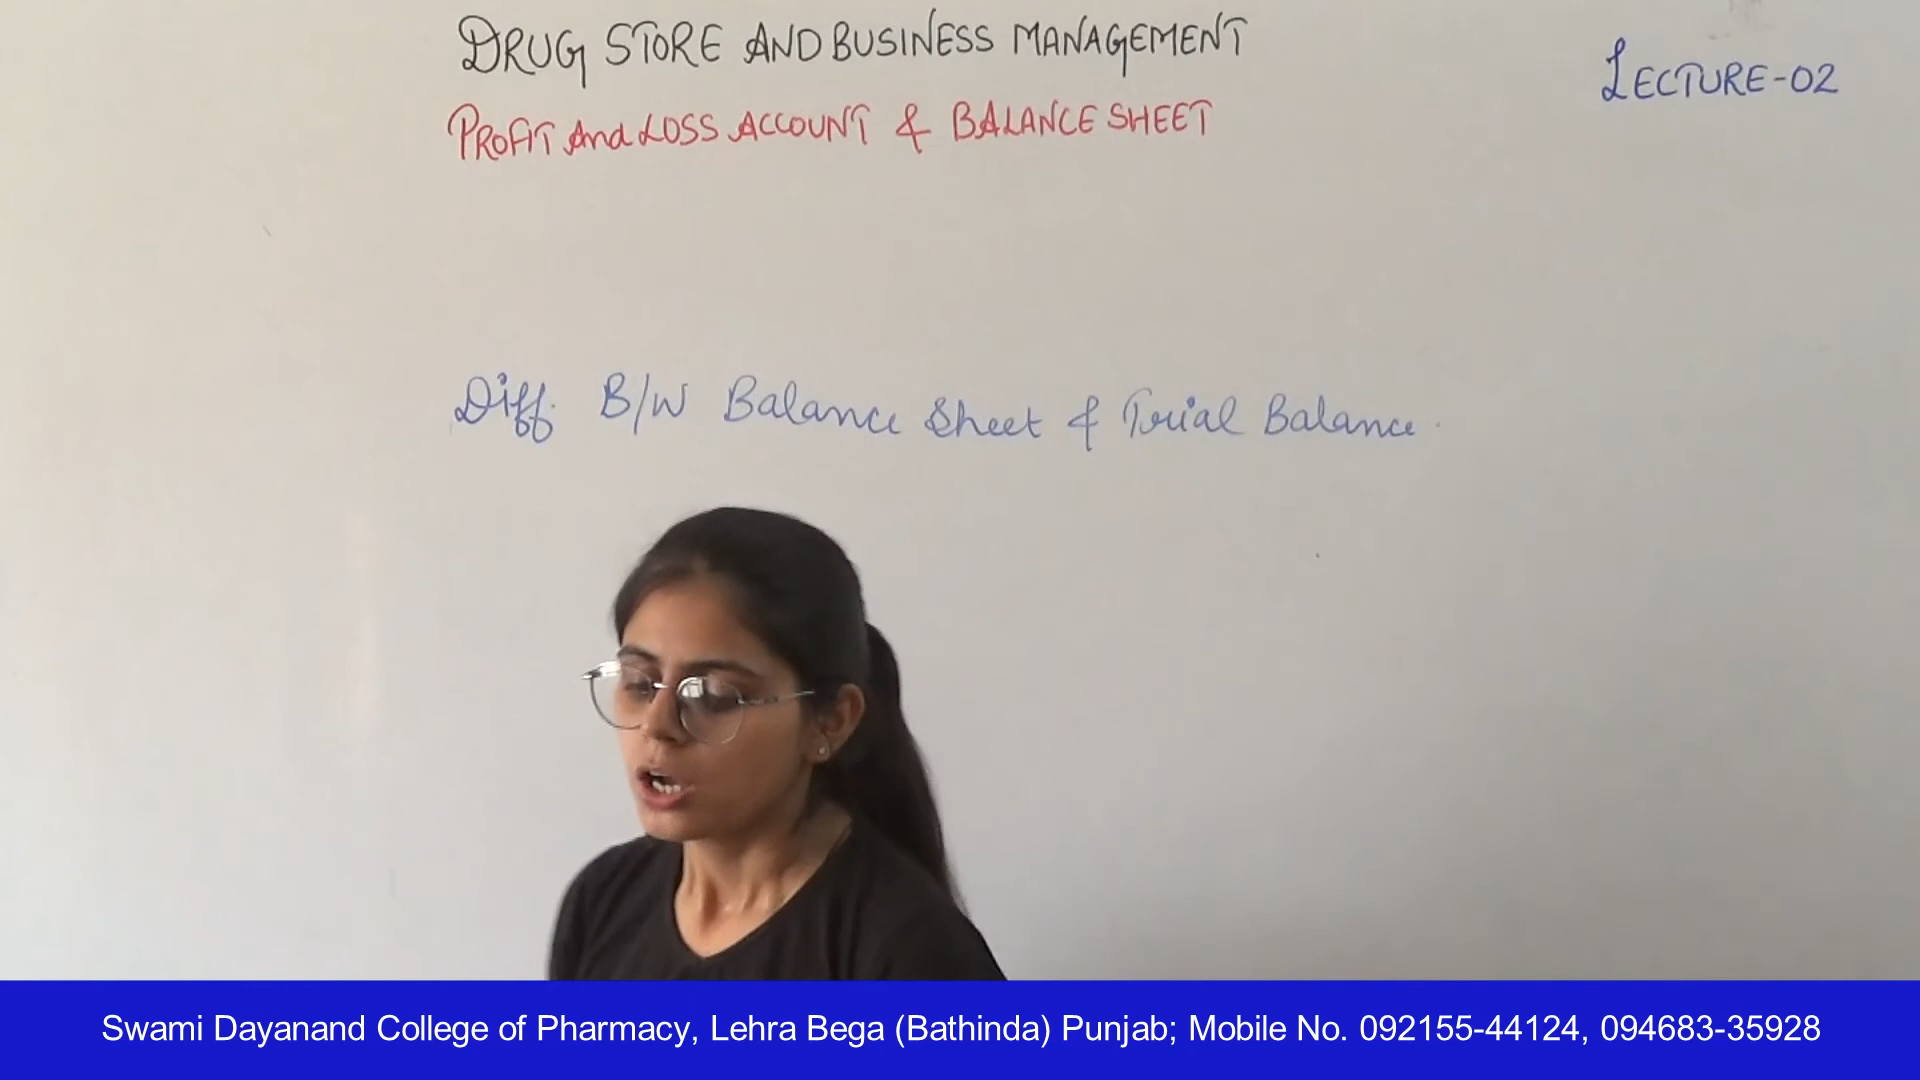 DRUG STORE AND BUSINESS MANAGEMENT
LECTURE-02
PROFIT And LOSS ACCOUNT & BALANCE SHEET
Diff. B/W Balance Sheet & Trial Balance.
Swami Dayanand College of Pharmacy, Lehra Bega (Bathinda) Punjab; Mobile No. 092155-44124, 094683-35928